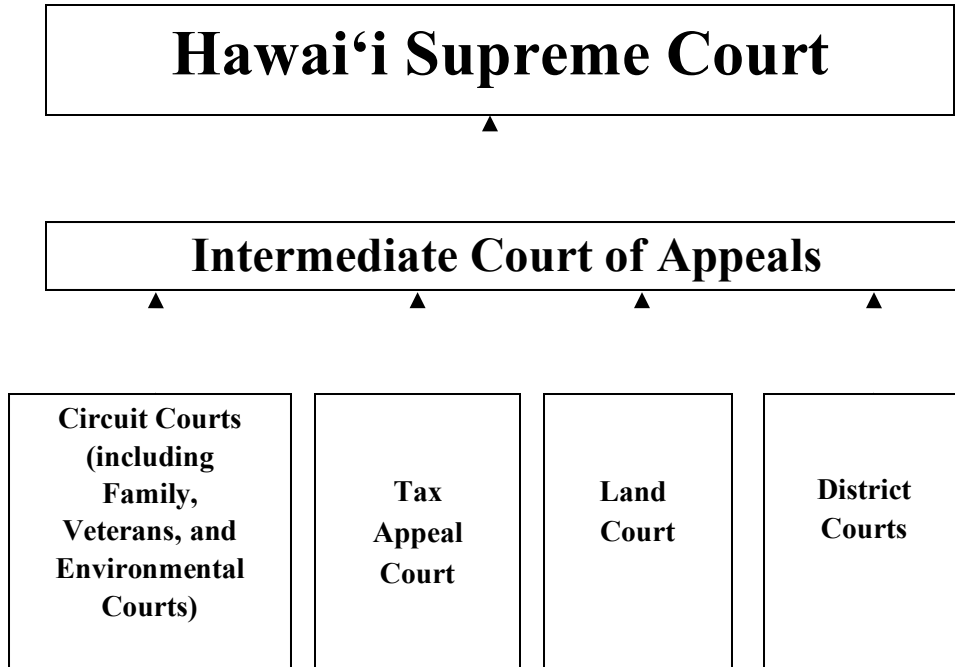 Hawai‘i Supreme Court
Intermediate Court of Appeals
Circuit Courts
(including
Family,
Veterans, and
Environmental
Courts)
Tax
Appeal
Court
Land
Court
District
Courts